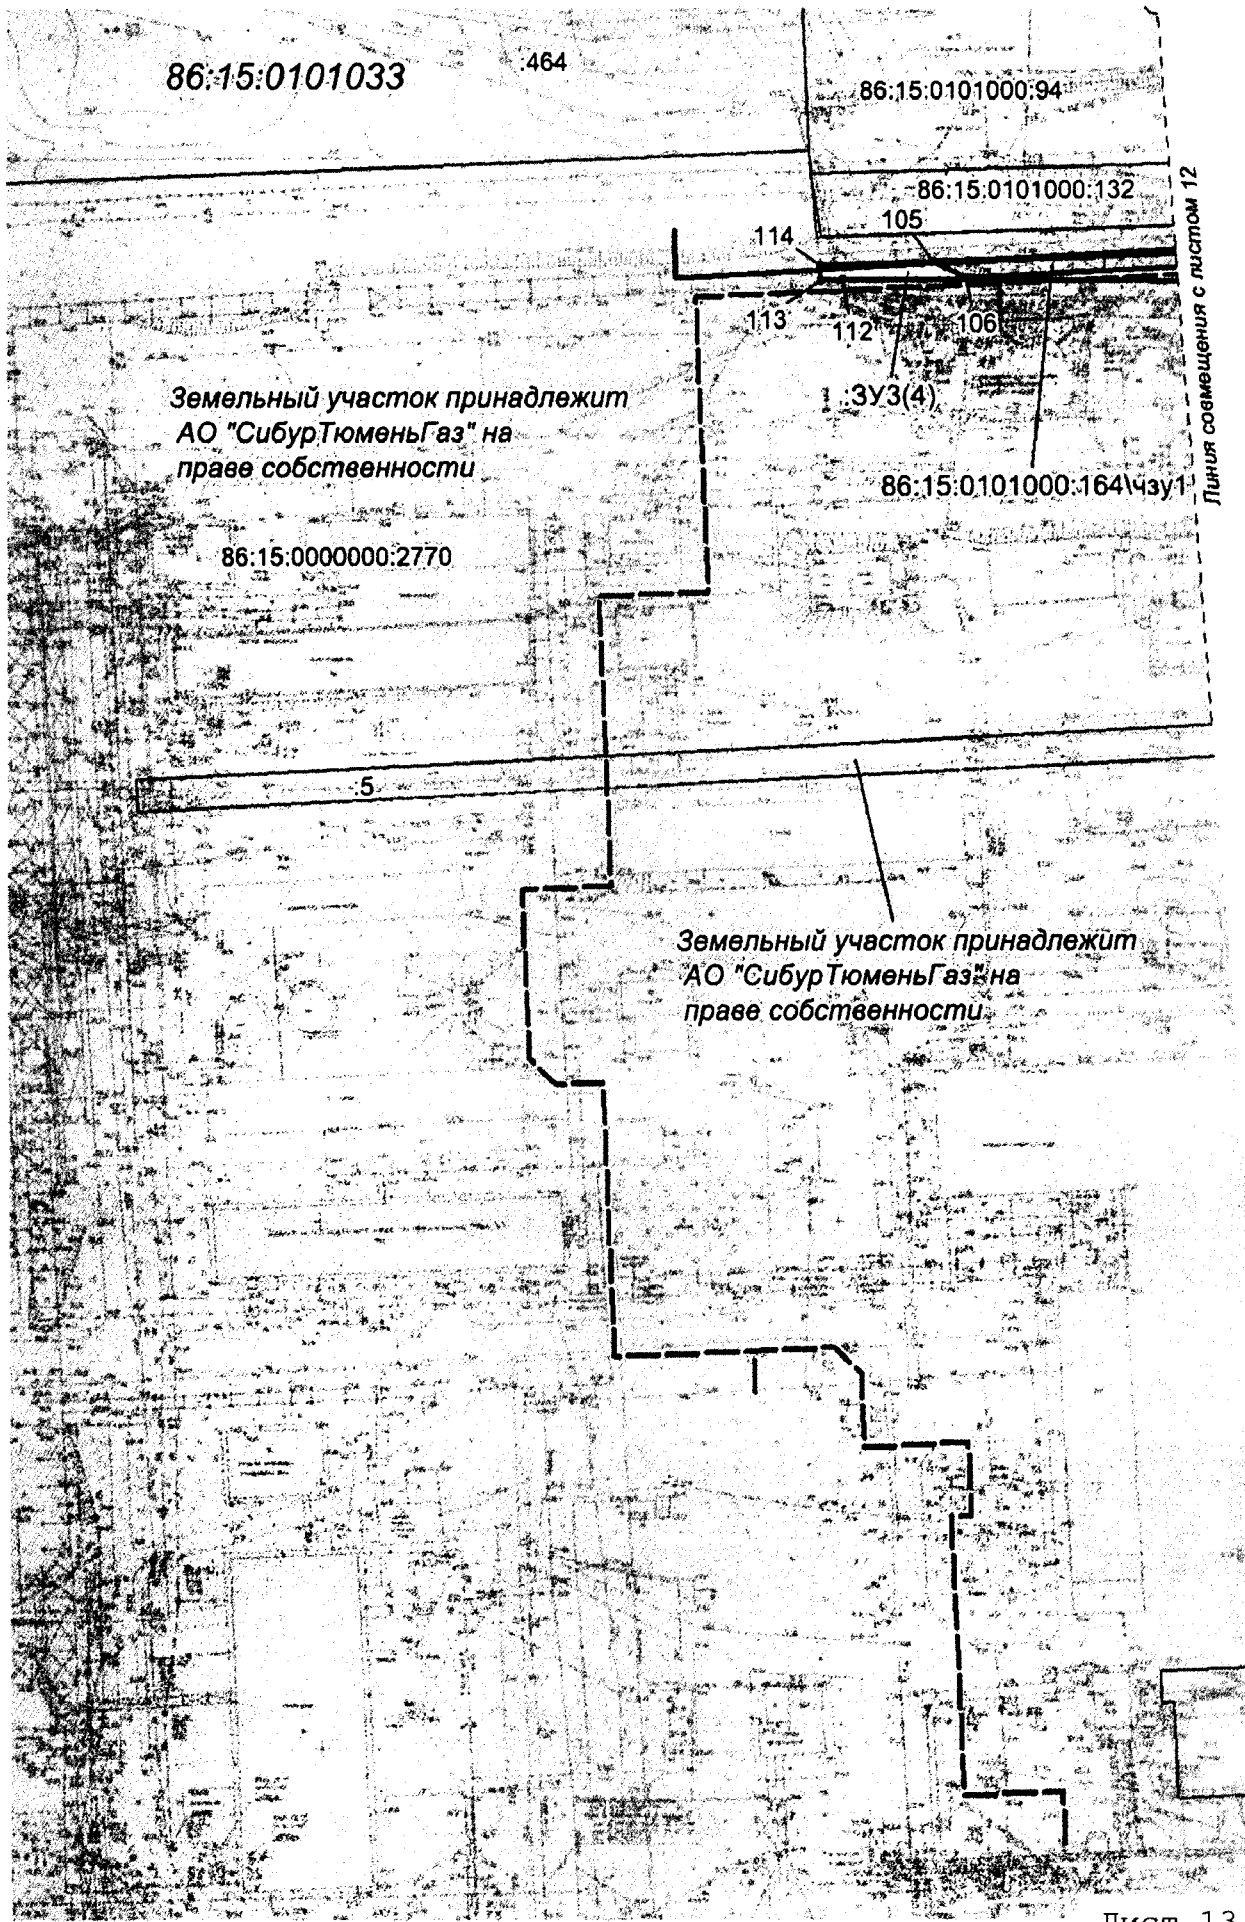 86:15:0101033
:464
86:15:0101000:94
86:15:0101000:132
105
114
113
112
106
:ЗУ3(4)
86:15:0101000:164\чзу1
Линия совмещения с листом 12
Земельный участок принадлежит
АО "СибурТюменьГаз" на
праве собственности
86:15:0000000:2770
:5
Земельный участок принадлежит
АО "СибурТюменьГаз" на
праве собственности
Лист 13